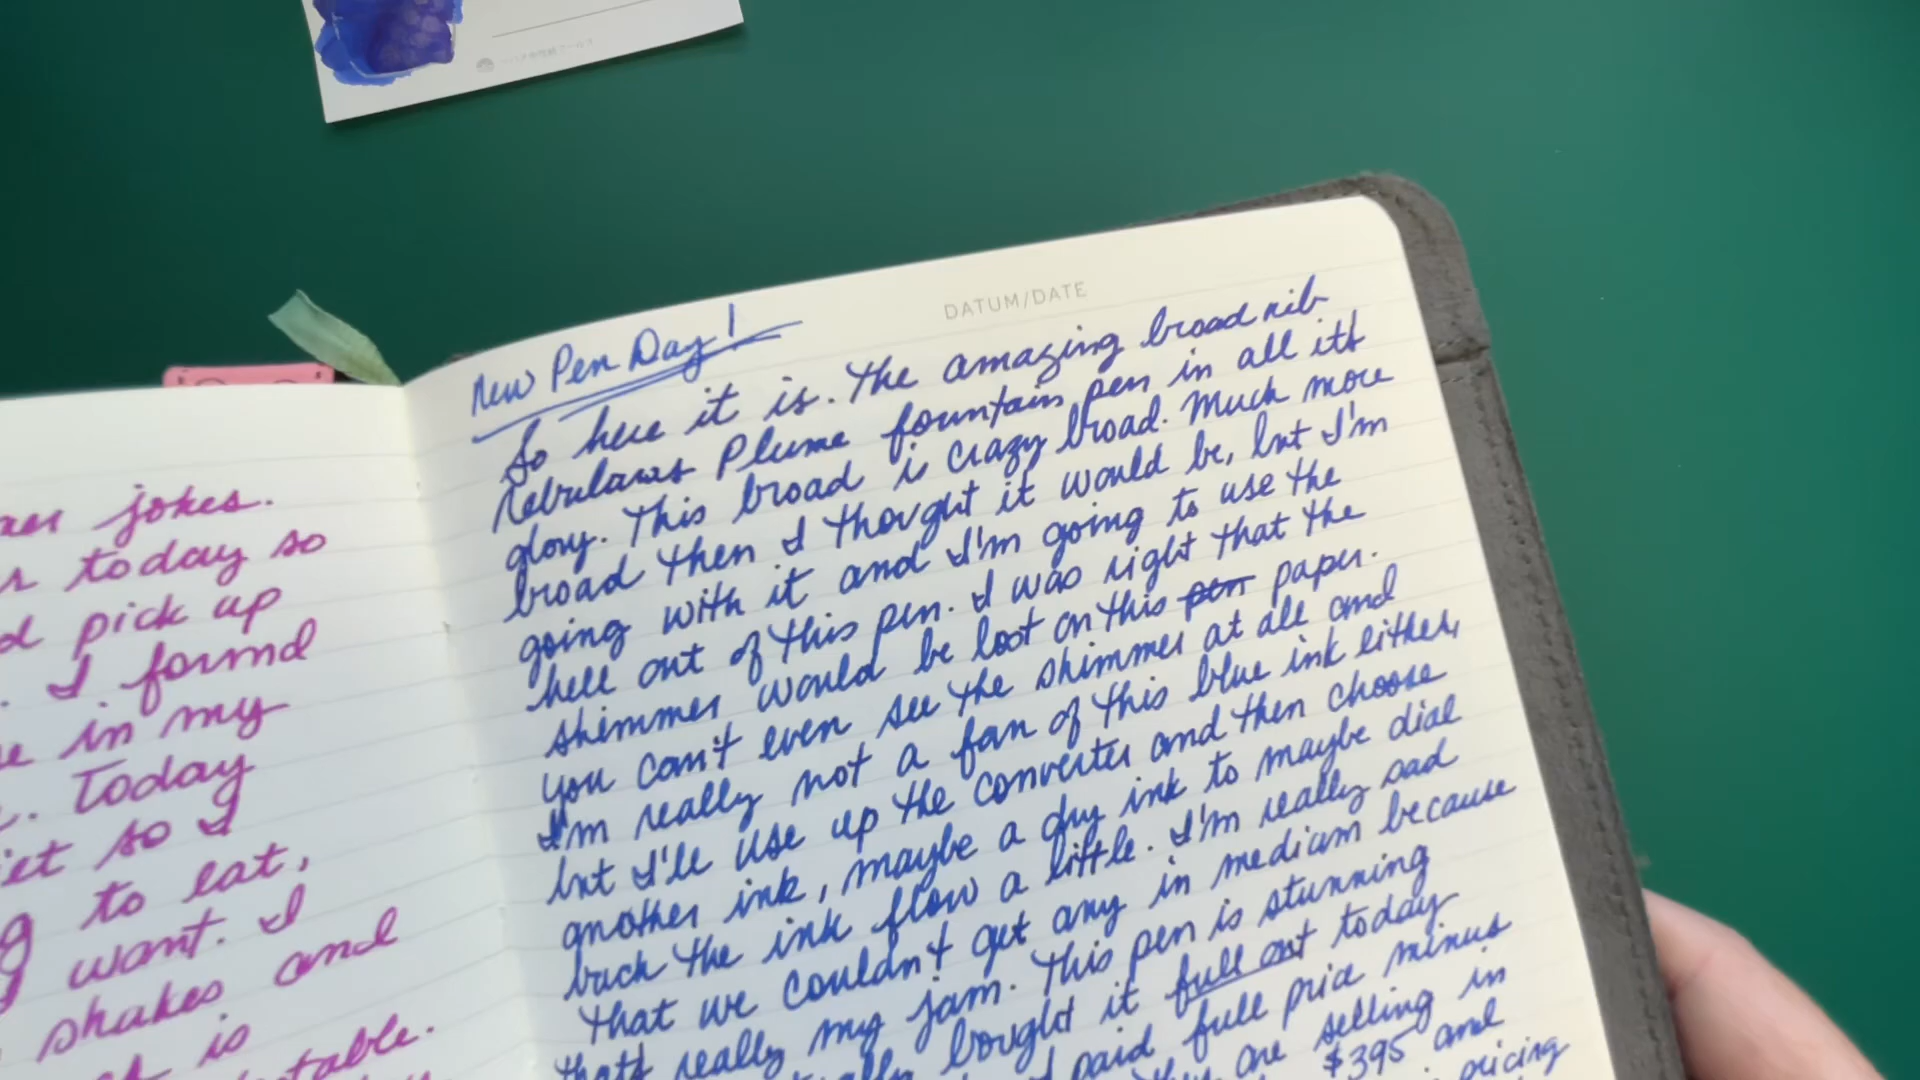 DATUM/DATE
New Pen Day!
So here it is. The amazing broad nib
Nebulous Plume fountain pen in all it's
glory. This broad is crazy broad. Much more
broad then I thought it would be, but I'm
going with it and I'm going to use the
hell out of this pen. I was right that the
shimmer would be lost on this pen paper.
you can't even see the shimmer at all and
I'm really not a fan of this blue ink either,
but I'll use up the converter and then choose
another ink, maybe a dry ink to maybe dial
back the ink flow a little. I'm really sad
that we couldn't get any in medium because
that's really my jam. This pen is stunning
bought it full out today
paid full price minus
are selling in
$395 and
pricing
jokes.
today so
pick up
I found
in my
Today
so I
to eat,
want. I
shakes and
is